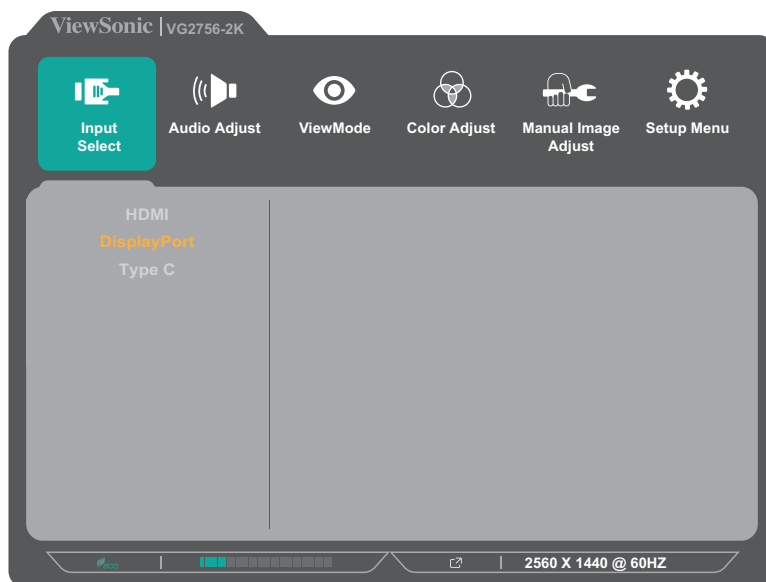 ViewSonic | VG2756-2K
Input Select
Audio Adjust
ViewMode
Color Adjust
Manual Image Adjust
Setup Menu
HDMI
DisplayPort
Type C
eco
2560 X 1440 @ 60HZ